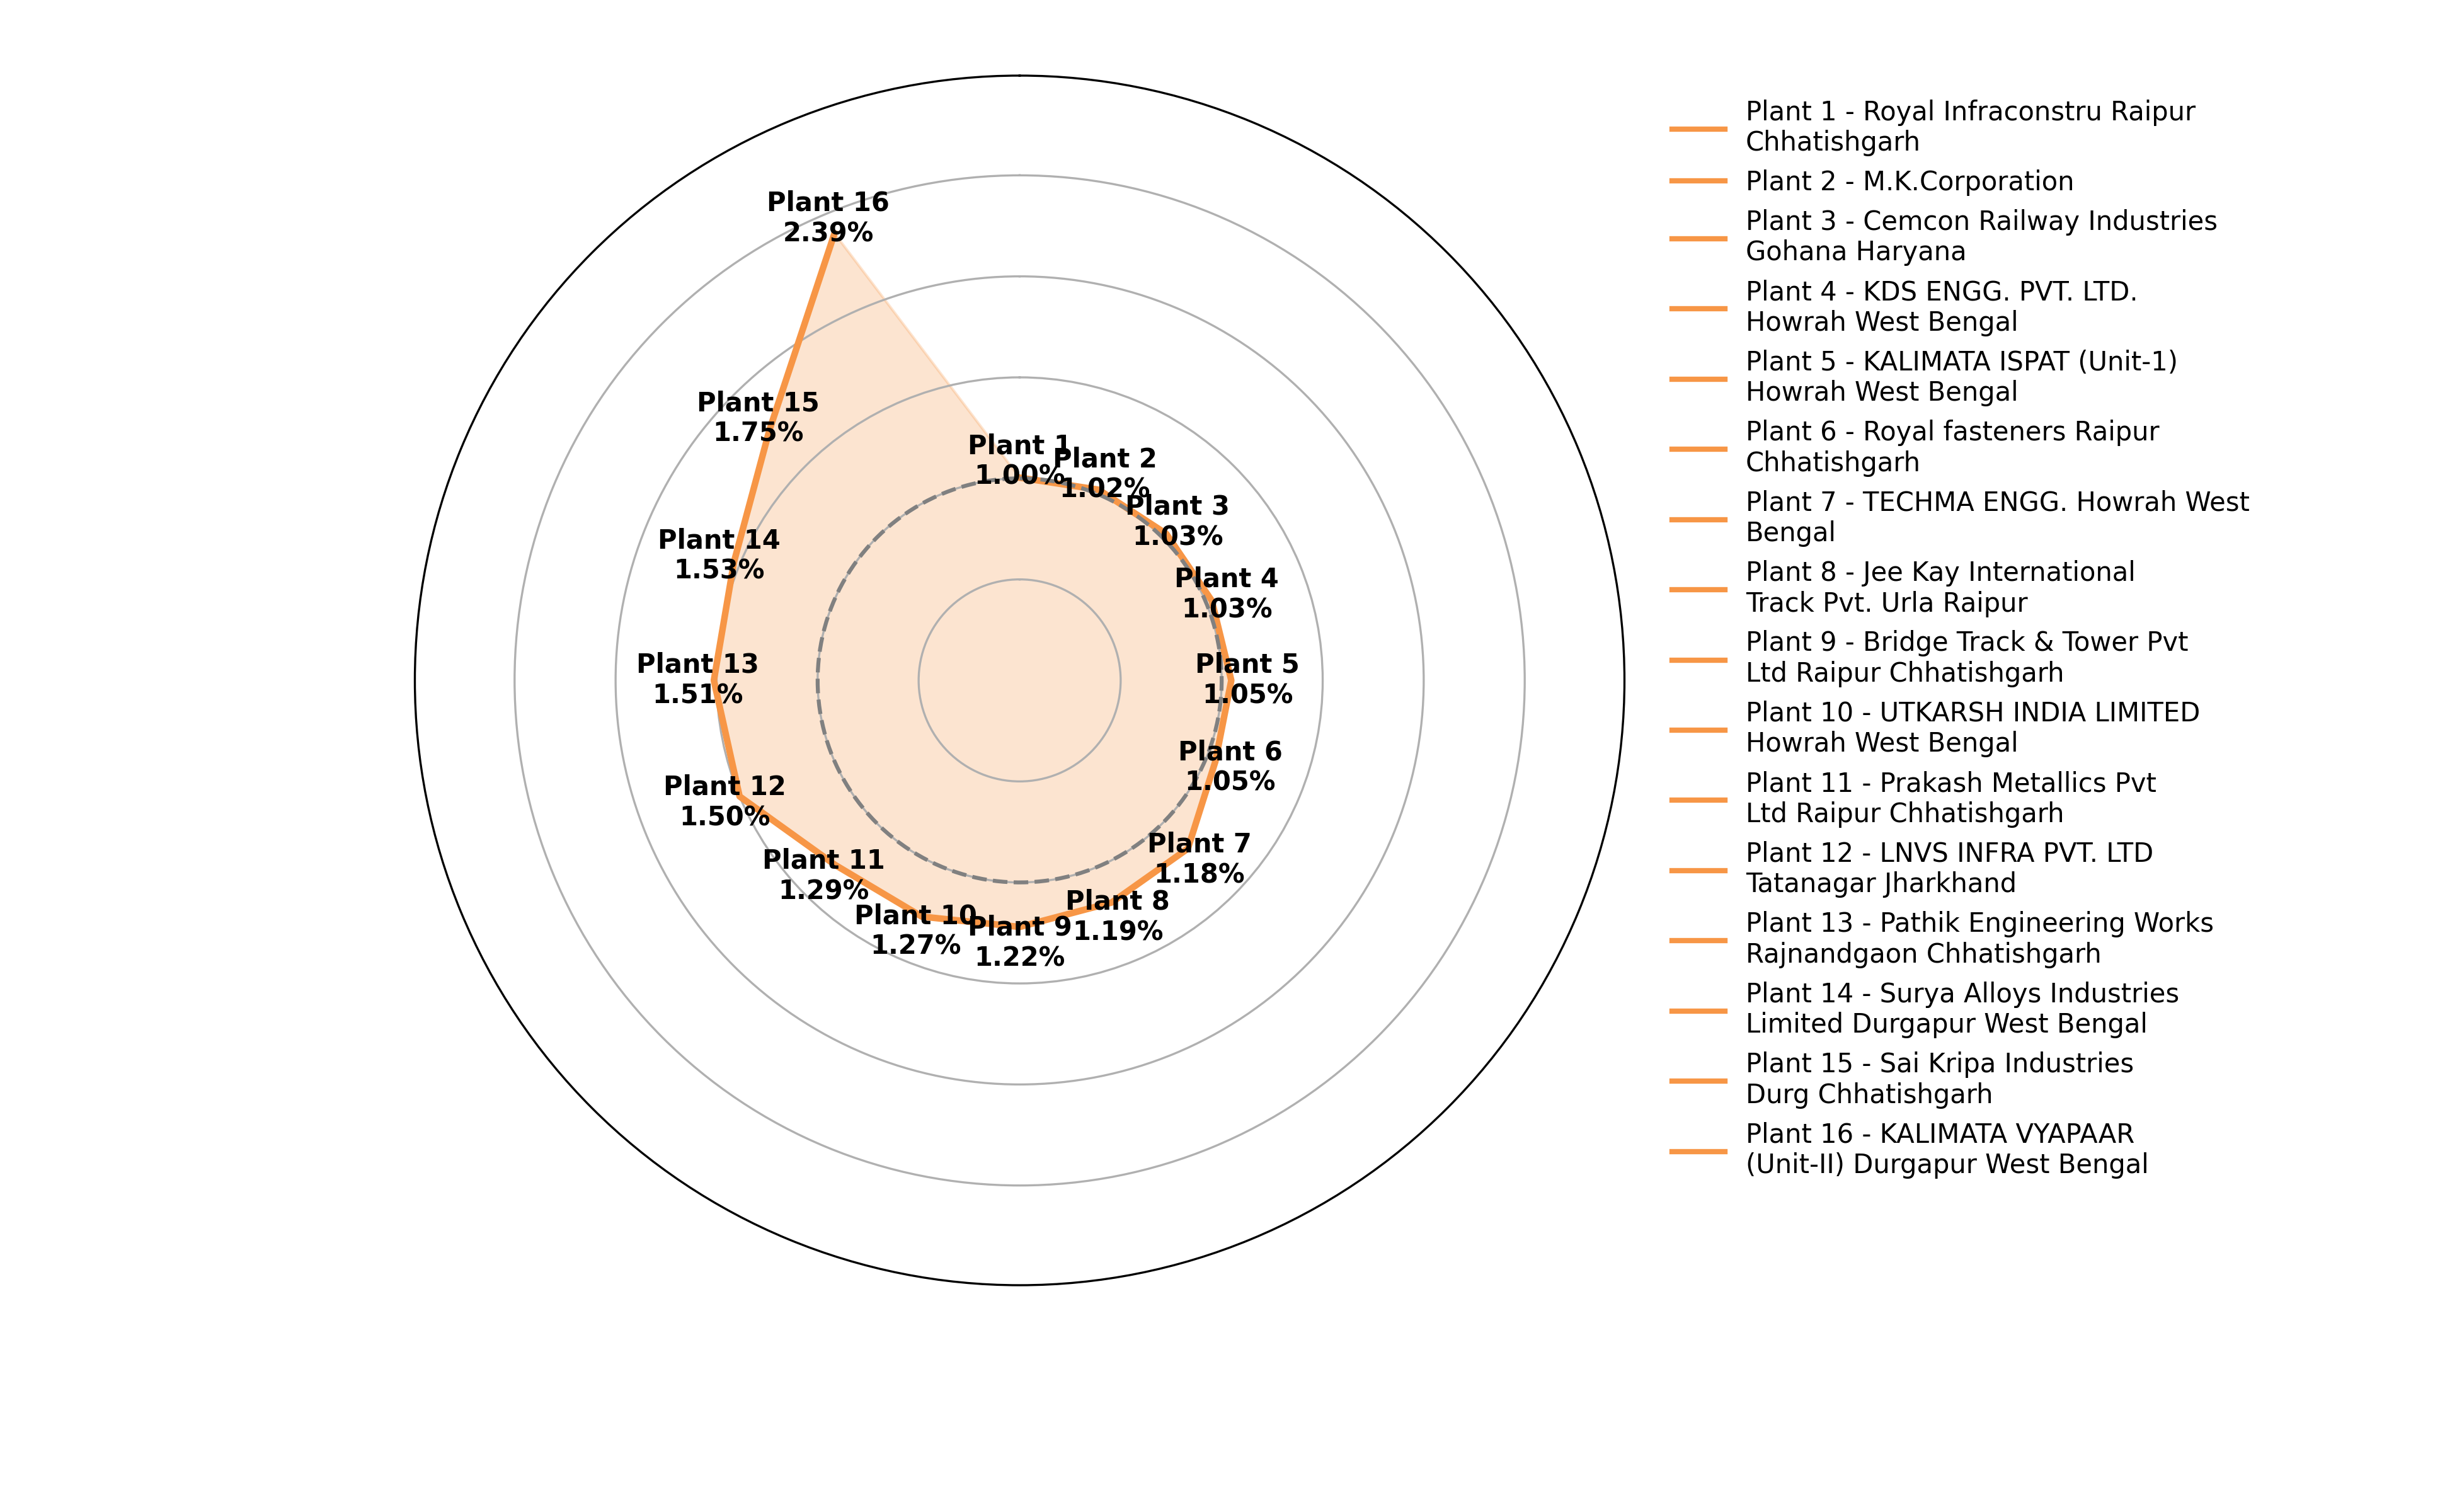 Plant 16
2.39%
Plant 15
1.75%
Plant 14
1.53%
Plant 13
1.51%
Plant 12
1.50%
Plant 11
1.29%
Plant 10
1.27%
Plant 9
1.22%
Plant 8
1.19%
Plant 7
1.18%
Plant 6
1.05%
Plant 5
1.05%
Plant 4
1.03%
Plant 3
1.03%
Plant 2
1.02%
Plant 1
1.00%
Plant 1 - Royal Infraconstru Raipur
Chhatishgarh
Plant 2 - M.K.Corporation
Plant 3 - Cemcon Railway Industries
Gohana Haryana
Plant 4 - KDS ENGG. PVT. LTD.
Howrah West Bengal
Plant 5 - KALIMATA ISPAT (Unit-1)
Howrah West Bengal
Plant 6 - Royal fasteners Raipur
Chhatishgarh
Plant 7 - TECHMA ENGG. Howrah West
Bengal
Plant 8 - Jee Kay International
Track Pvt. Urla Raipur
Plant 9 - Bridge Track & Tower Pvt
Ltd Raipur Chhatishgarh
Plant 10 - UTKARSH INDIA LIMITED
Howrah West Bengal
Plant 11 - Prakash Metallics Pvt
Ltd Raipur Chhatishgarh
Plant 12 - LNVS INFRA PVT. LTD
Tatanagar Jharkhand
Plant 13 - Pathik Engineering Works
Rajnandgaon Chhatishgarh
Plant 14 - Surya Alloys Industries
Limited Durgapur West Bengal
Plant 15 - Sai Kripa Industries
Durg Chhatishgarh
Plant 16 - KALIMATA VYAPAAR
(Unit-II) Durgapur West Bengal